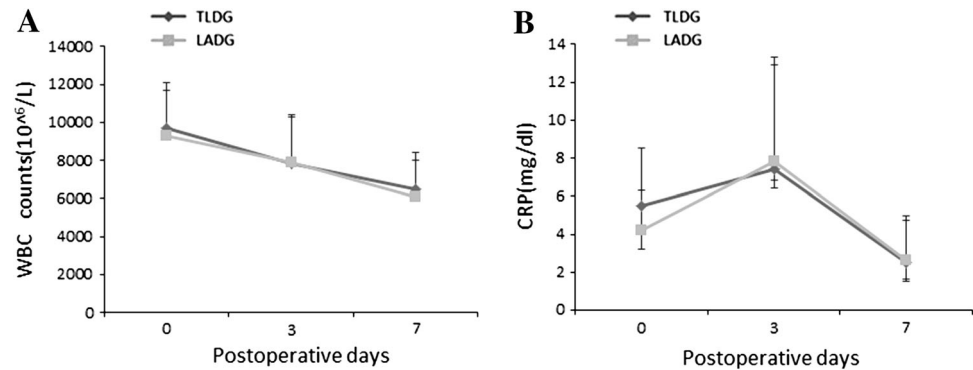 A
TLDG
LADG
14000
12000
10000
8000
6000
4000
2000
0
WBC counts(10^6/L)
0 3 7
Postoperative days
B
TLDG
LADG
14
12
10
8
6
4
2
0
CRP(mg/dl)
0 3 7
Postoperative days